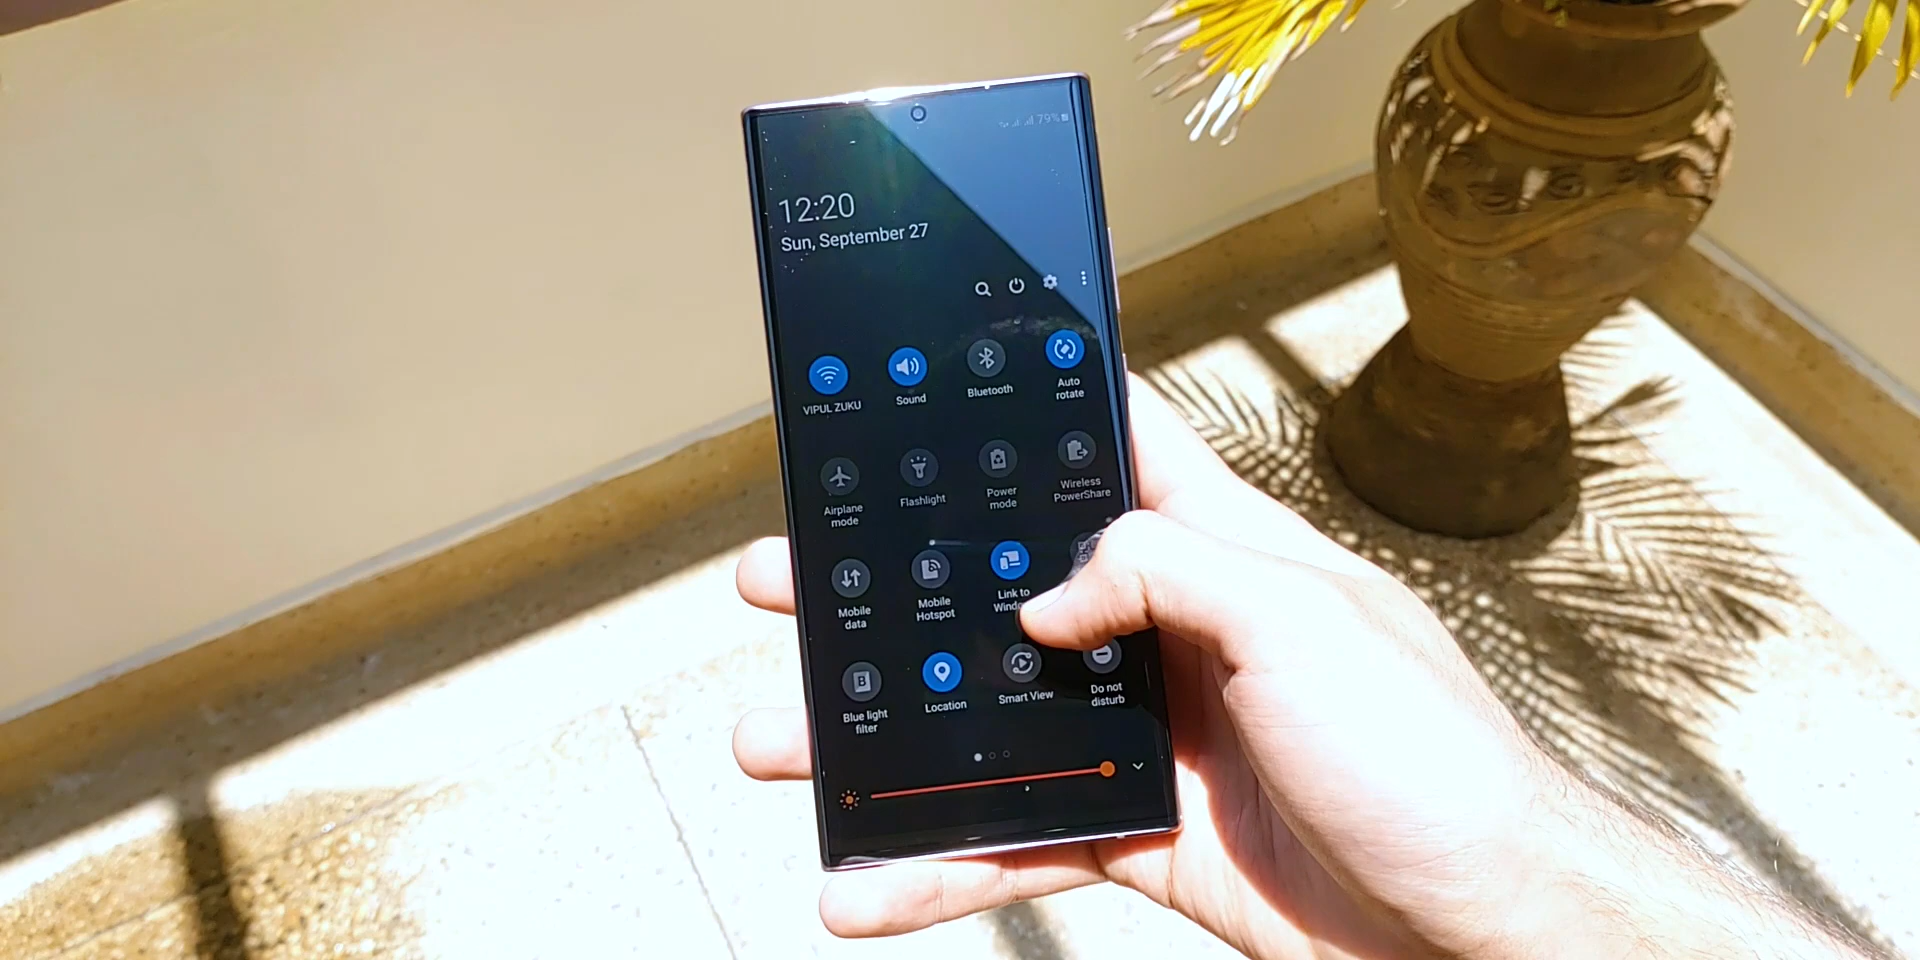 79%
12:20
Sun, September 27
VIPUL ZUKU
Sound
Bluetooth
Auto
rotate
Airplane
mode
Flashlight
Power
mode
Wireless
PowerShare
Mobile
data
Mobile
Hotspot
Link to
B
Blue light
filter
Location
Smart View
Do not
disturb